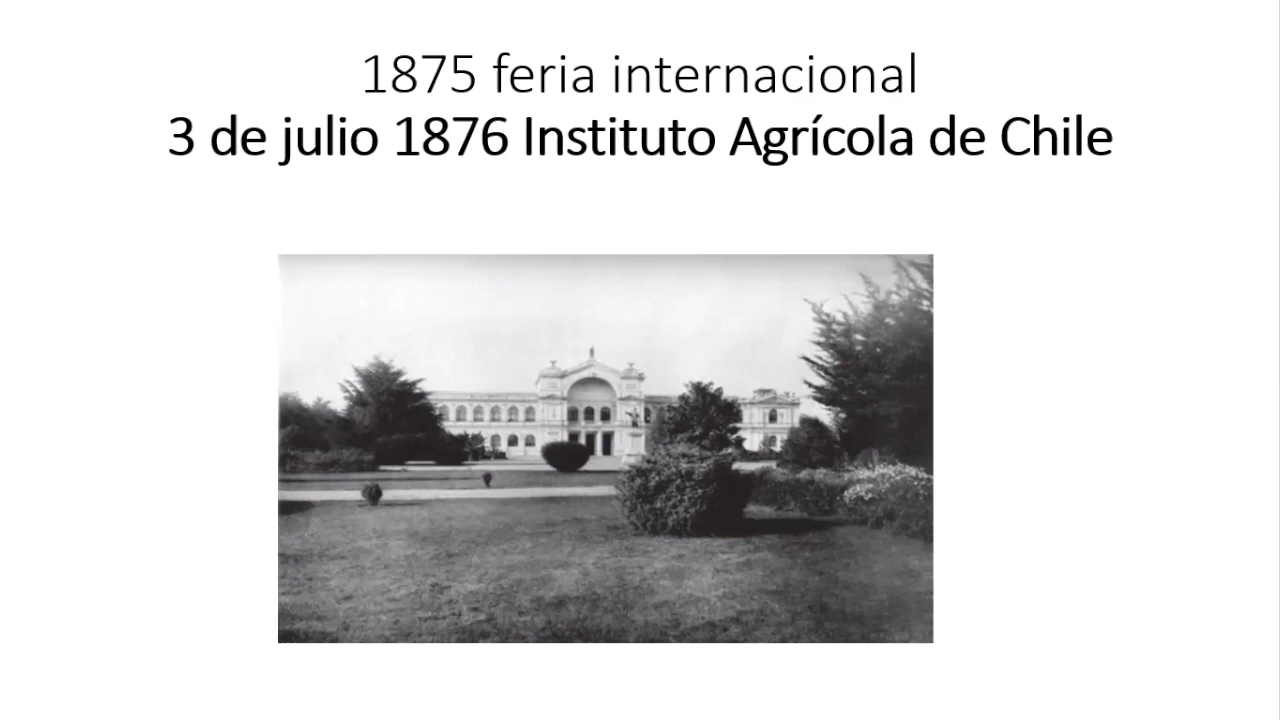 1875 feria internacional
3 de julio 1876 Instituto Agrícola de Chile